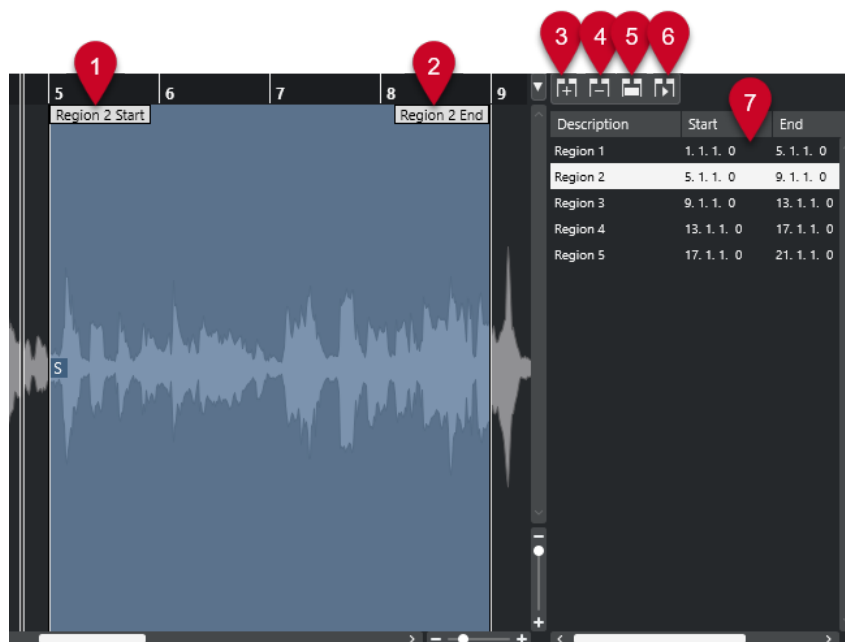 1 2 3 4 5 6 7
5 6 7 8 9
Region 2 Start Region 2 End
S
Description Start End
Region 1 1. 1. 1. 0 5. 1. 1. 0
Region 2 5. 1. 1. 0 9. 1. 1. 0
Region 3 9. 1. 1. 0 13. 1. 1. 0
Region 4 13. 1. 1. 0 17. 1. 1. 0
Region 5 17. 1. 1. 0 21. 1. 1. 0